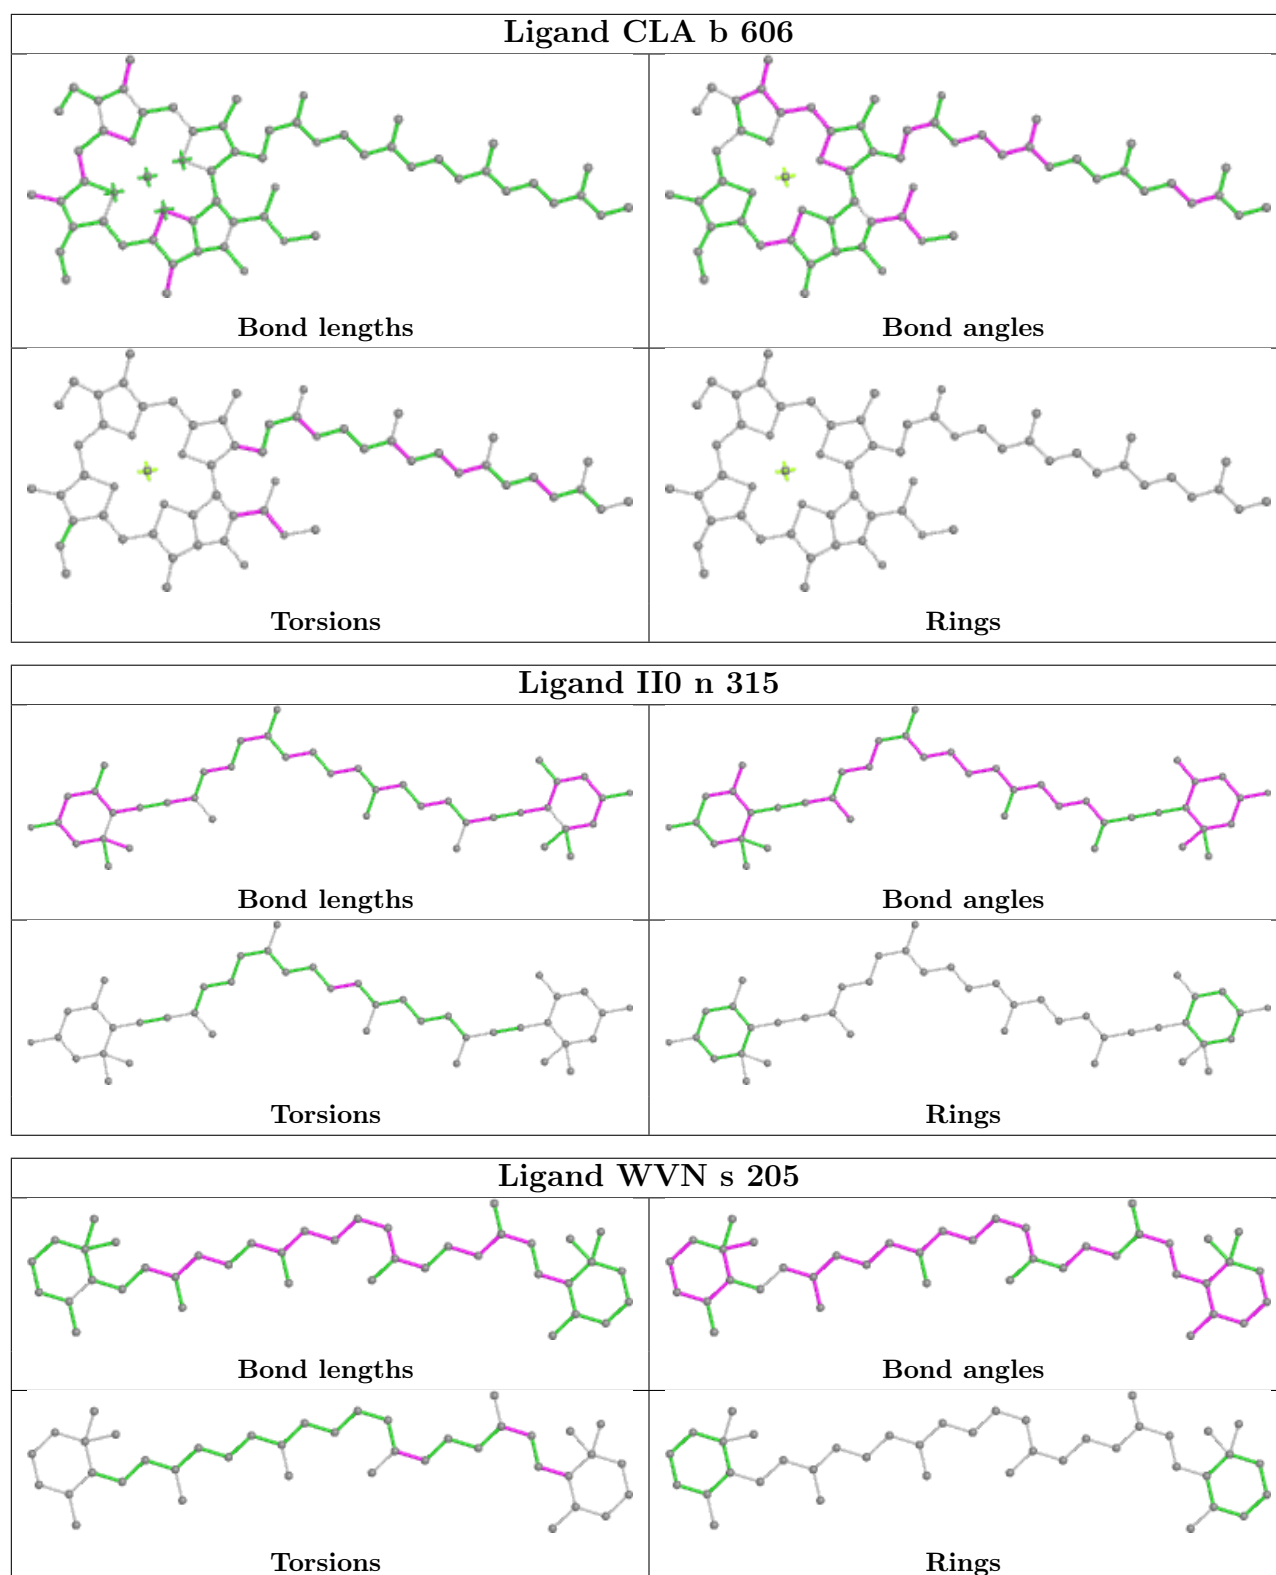 Ligand CLA b 606
Bond lengths
Bond angles
Torsions
Rings
Ligand II0 n 315
Bond lengths
Bond angles
Torsions
Rings
Ligand WVN s 205
Bond lengths
Bond angles
Torsions
Rings